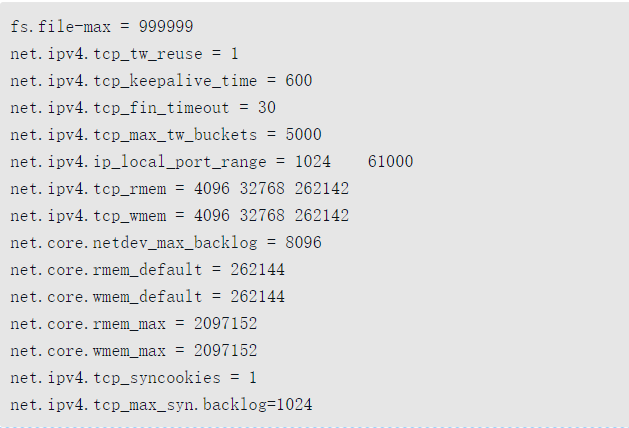 fs.file-max = 999999
net.ipv4.tcp_tw_reuse = 1
net.ipv4.tcp_keepalive_time = 600
net.ipv4.tcp_fin_timeout = 30
net.ipv4.tcp_max_tw_buckets = 5000
net.ipv4.ip_local_port_range = 1024    61000
net.ipv4.tcp_rmem = 4096 32768 262142
net.ipv4.tcp_wmem = 4096 32768 262142
net.core.netdev_max_backlog = 8096
net.core.rmem_default = 262144
net.core.wmem_default = 262144
net.core.rmem_max = 2097152
net.core.wmem_max = 2097152
net.ipv4.tcp_syncookies = 1
net.ipv4.tcp_max_syn.backlog=1024